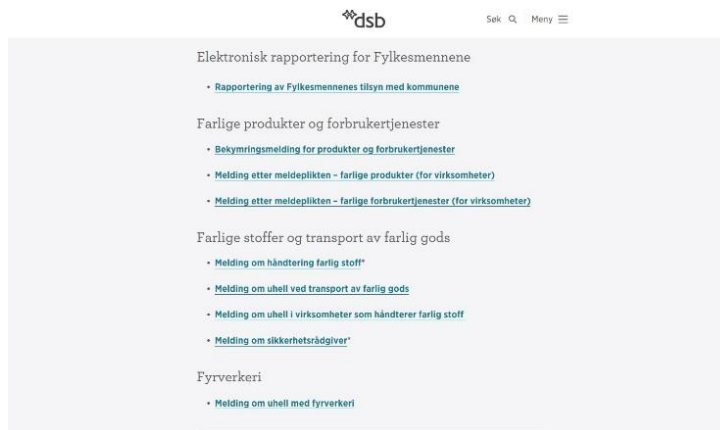 dsb
Søk
Meny
Elektronisk rapportering for Fylkesmennene
• Rapportering av Fylkesmennenes tilsyn med kommunene
Farlige produkter og forbrukertjenester
• Bekymringsmelding for produkter og forbrukertjenester
• Melding etter meldeplikten – farlige produkter (for virksomheter)
• Melding etter meldeplikten – farlige forbrukertjenester (for virksomheter)
Farlige stoffer og transport av farlig gods
• Melding om håndtering farlig stoff*
• Melding om uhell ved transport av farlig gods
• Melding om uhell i virksomheter som håndterer farlig stoff
• Melding om sikkerhetsrådgiver*
Fyrverkeri
• Melding om uhell med fyrverkeri